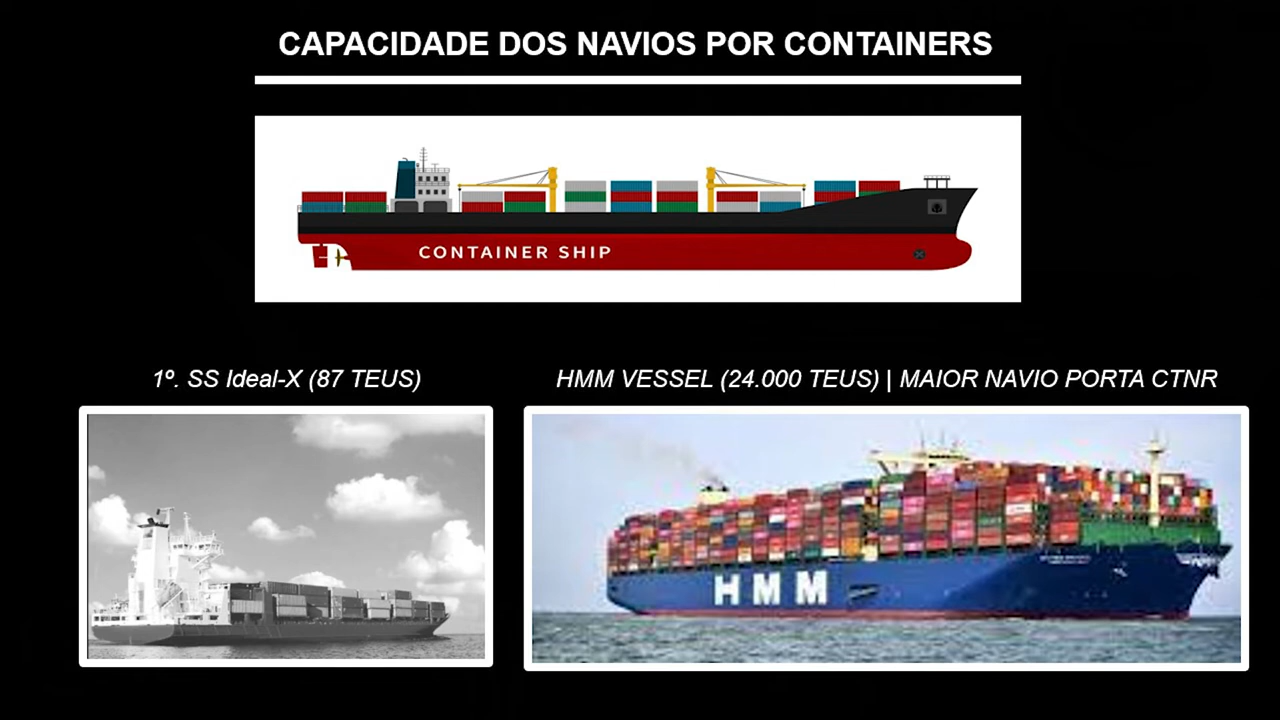 CAPACIDADE DOS NAVIOS POR CONTAINERS
CONTAINER SHIP
1º. SS Ideal-X (87 TEUS)
HMM VESSEL (24.000 TEUS) | MAIOR NAVIO PORTA CTNR
HMM